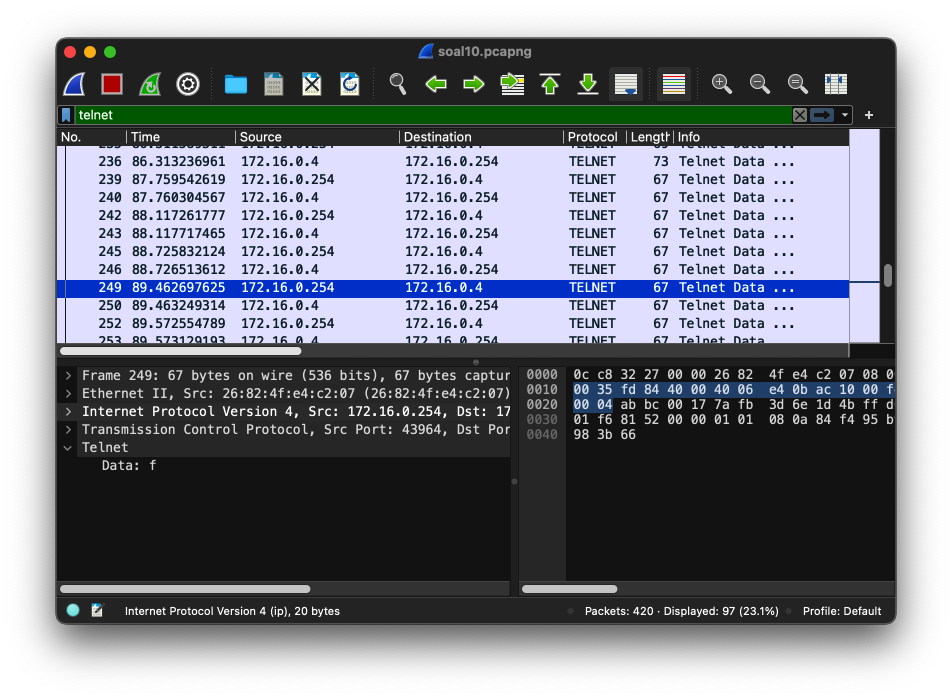 soal10.pcapng
telnet
No. Time Source Destination Protocol Length Info
236 86.313236961 172.16.0.4 172.16.0.254 TELNET 73 Telnet Data ...
239 87.759542619 172.16.0.254 172.16.0.4 TELNET 67 Telnet Data ...
240 87.760304567 172.16.0.4 172.16.0.254 TELNET 67 Telnet Data ...
242 88.117261777 172.16.0.254 172.16.0.4 TELNET 67 Telnet Data ...
243 88.117717465 172.16.0.4 172.16.0.254 TELNET 67 Telnet Data ...
245 88.725832124 172.16.0.254 172.16.0.4 TELNET 67 Telnet Data ...
246 88.726513612 172.16.0.4 172.16.0.254 TELNET 67 Telnet Data ...
249 89.462697625 172.16.0.254 172.16.0.4 TELNET 67 Telnet Data ...
250 89.463249314 172.16.0.4 172.16.0.254 TELNET 67 Telnet Data ...
252 89.572554789 172.16.0.254 172.16.0.4 TELNET 67 Telnet Data ...
253 89.573129193 172.16.0.4 172.16.0.254 TELNET 67 Telnet Data ...
Frame 249: 67 bytes on wire (536 bits), 67 bytes captur
Ethernet II, Src: 26:82:4f:e4:c2:07 (26:82:4f:e4:c2:07)
Internet Protocol Version 4, Src: 172.16.0.254, Dst: 17
Transmission Control Protocol, Src Port: 43964, Dst Por
Telnet
Data: f
0000 0c c8 32 27 00 00 26 82 4f e4 c2 07 08 0
0010 00 35 fd 84 40 00 40 06 e4 0b ac 10 00 f
0020 00 04 ab bc 00 17 7a fb 3d 6e 1d 4b ff d
0030 01 f6 81 52 00 00 01 01 08 0a 84 f4 95 b
0040 98 3b 66
Internet Protocol Version 4 (ip), 20 bytes
Packets: 420 · Displayed: 97 (23.1%)
Profile: Default